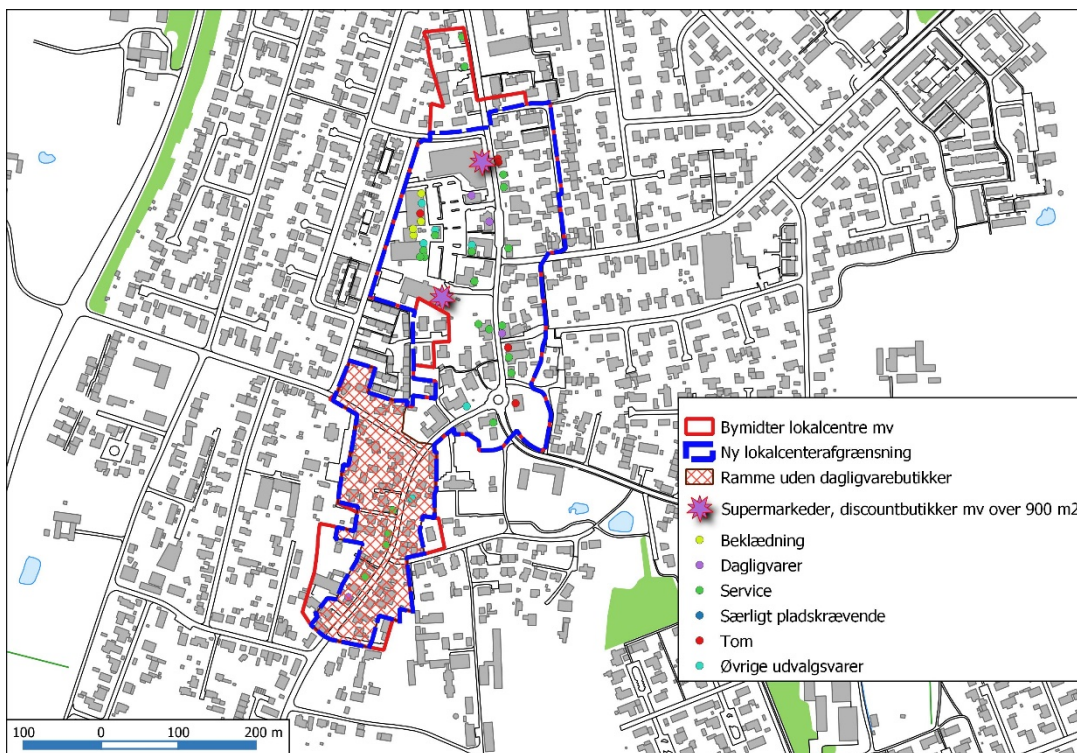 Bymidter lokalcentre mv
Ny lokalcenterafgrænsning
Ramme uden dagligvarebutikker
Supermarkeder, discountbutikker mv over 900 m2
Beklædning
Dagligvarer
Service
Særligt pladskrævende
Tom
Øvrige udvalgsvarer
100 0 100 200 m